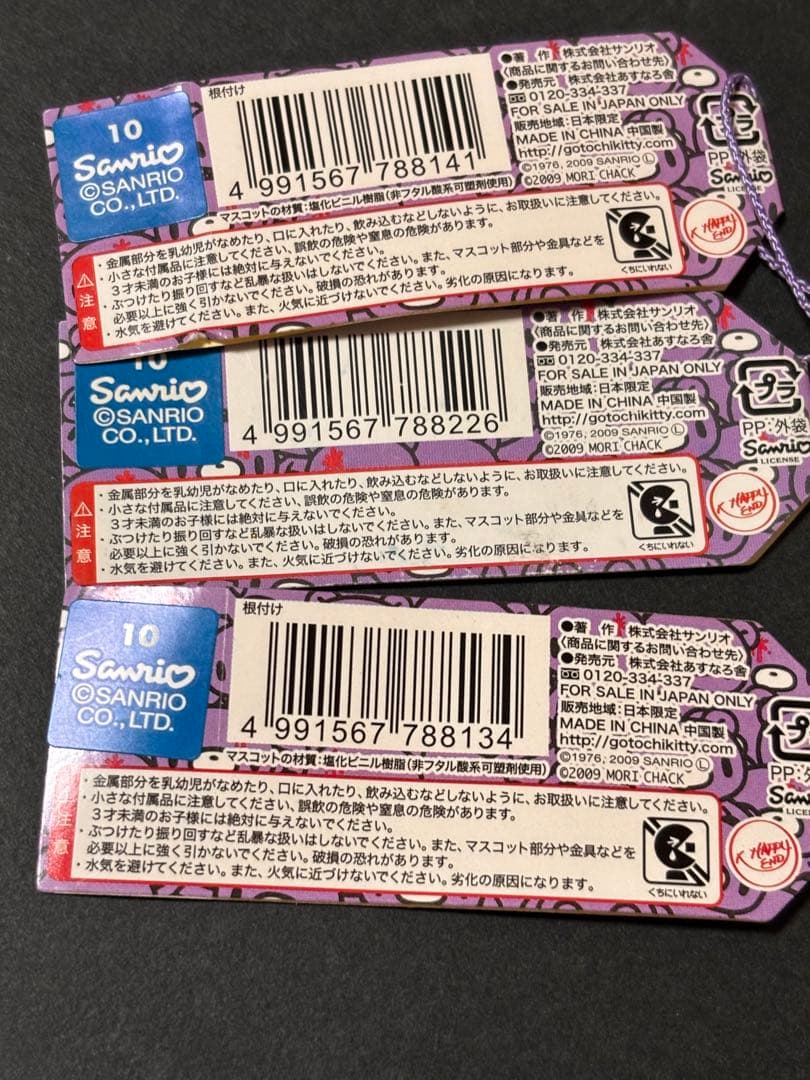 10
Sanrio
©SANRIO
CO.,LTD.
根付け
4 991567 788141
マスコットの材質:塩化ビニル樹脂(非フタル酸系可塑剤使用)
●著 作 株式会社サンリオ
〈商品に関するお問い合わせ先〉
●発売元 株式会社あすなろ舎
0120-334-337
FOR SALE IN JAPAN ONLY
販売地域:日本限定
MADE IN CHINA 中国製
http://gotochikitty.com
©1976, 2009 SANRIO Ⓛ
©2009 MORI CHACK
プラ
PP:外袋
Sanrio
LICENSE
注意
・金属部分を乳幼児がなめたり、口に入れたり、飲み込むなどしないように、お取扱いに注意してください。
・小さな付属品に注意してください、誤飲の危険や窒息の危険があります。
3才未満のお子様には絶対に与えないでください。
・ぶつけたり振り回すなど乱暴な扱いはしないでください。また、マスコット部分や金具などを
必要以上に強く引かないでください。破損の恐れがあります。
・水気を避けてください。また、火気に近づけないでください。劣化の原因になります。
くちにいれない
HAPPY
END
10
Sanrio
©SANRIO
CO.,LTD.
4 991567 788226
●著 作 株式会社サンリオ
〈商品に関するお問い合わせ先〉
●発売元 株式会社あすなろ舎
0120-334-337
FOR SALE IN JAPAN ONLY
販売地域:日本限定
MADE IN CHINA 中国製
http://gotochikitty.com
©1976, 2009 SANRIO Ⓛ
©2009 MORI CHACK
プラ
PP:外袋
Sanrio
LICENSE
注意
・金属部分を乳幼児がなめたり、口に入れたり、飲み込むなどしないように、お取扱いに注意してください。
・小さな付属品に注意してください、誤飲の危険や窒息の危険があります。
3才未満のお子様には絶対に与えないでください。
・ぶつけたり振り回すなど乱暴な扱いはしないでください。また、マスコット部分や金具などを
必要以上に強く引かないでください。破損の恐れがあります。
・水気を避けてください。また、火気に近づけないでください。劣化の原因になります。
くちにいれない
HAPPY
END
10
Sanrio
©SANRIO
CO.,LTD.
根付け
4 991567 788134
マスコットの材質:塩化ビニル樹脂(非フタル酸系可塑剤使用)
●著 作 株式会社サンリオ
〈商品に関するお問い合わせ先〉
●発売元 株式会社あすなろ舎
0120-334-337
FOR SALE IN JAPAN ONLY
販売地域:日本限定
MADE IN CHINA 中国製
http://gotochikitty.com
©1976, 2009 SANRIO Ⓛ
©2009 MORI CHACK
PP:
注意
・金属部分を乳幼児がなめたり、口に入れたり、飲み込むなどしないように、お取扱いに注意してください。
・小さな付属品に注意してください、誤飲の危険や窒息の危険があります。
3才未満のお子様には絶対に与えないでください。
・ぶつけたり振り回すなど乱暴な扱いはしないでください。また、マスコット部分や金具などを
必要以上に強く引かないでください。破損の恐れがあります。
・水気を避けてください。また、火気に近づけないでください。劣化の原因になります。
くちにいれない
HAPPY
END